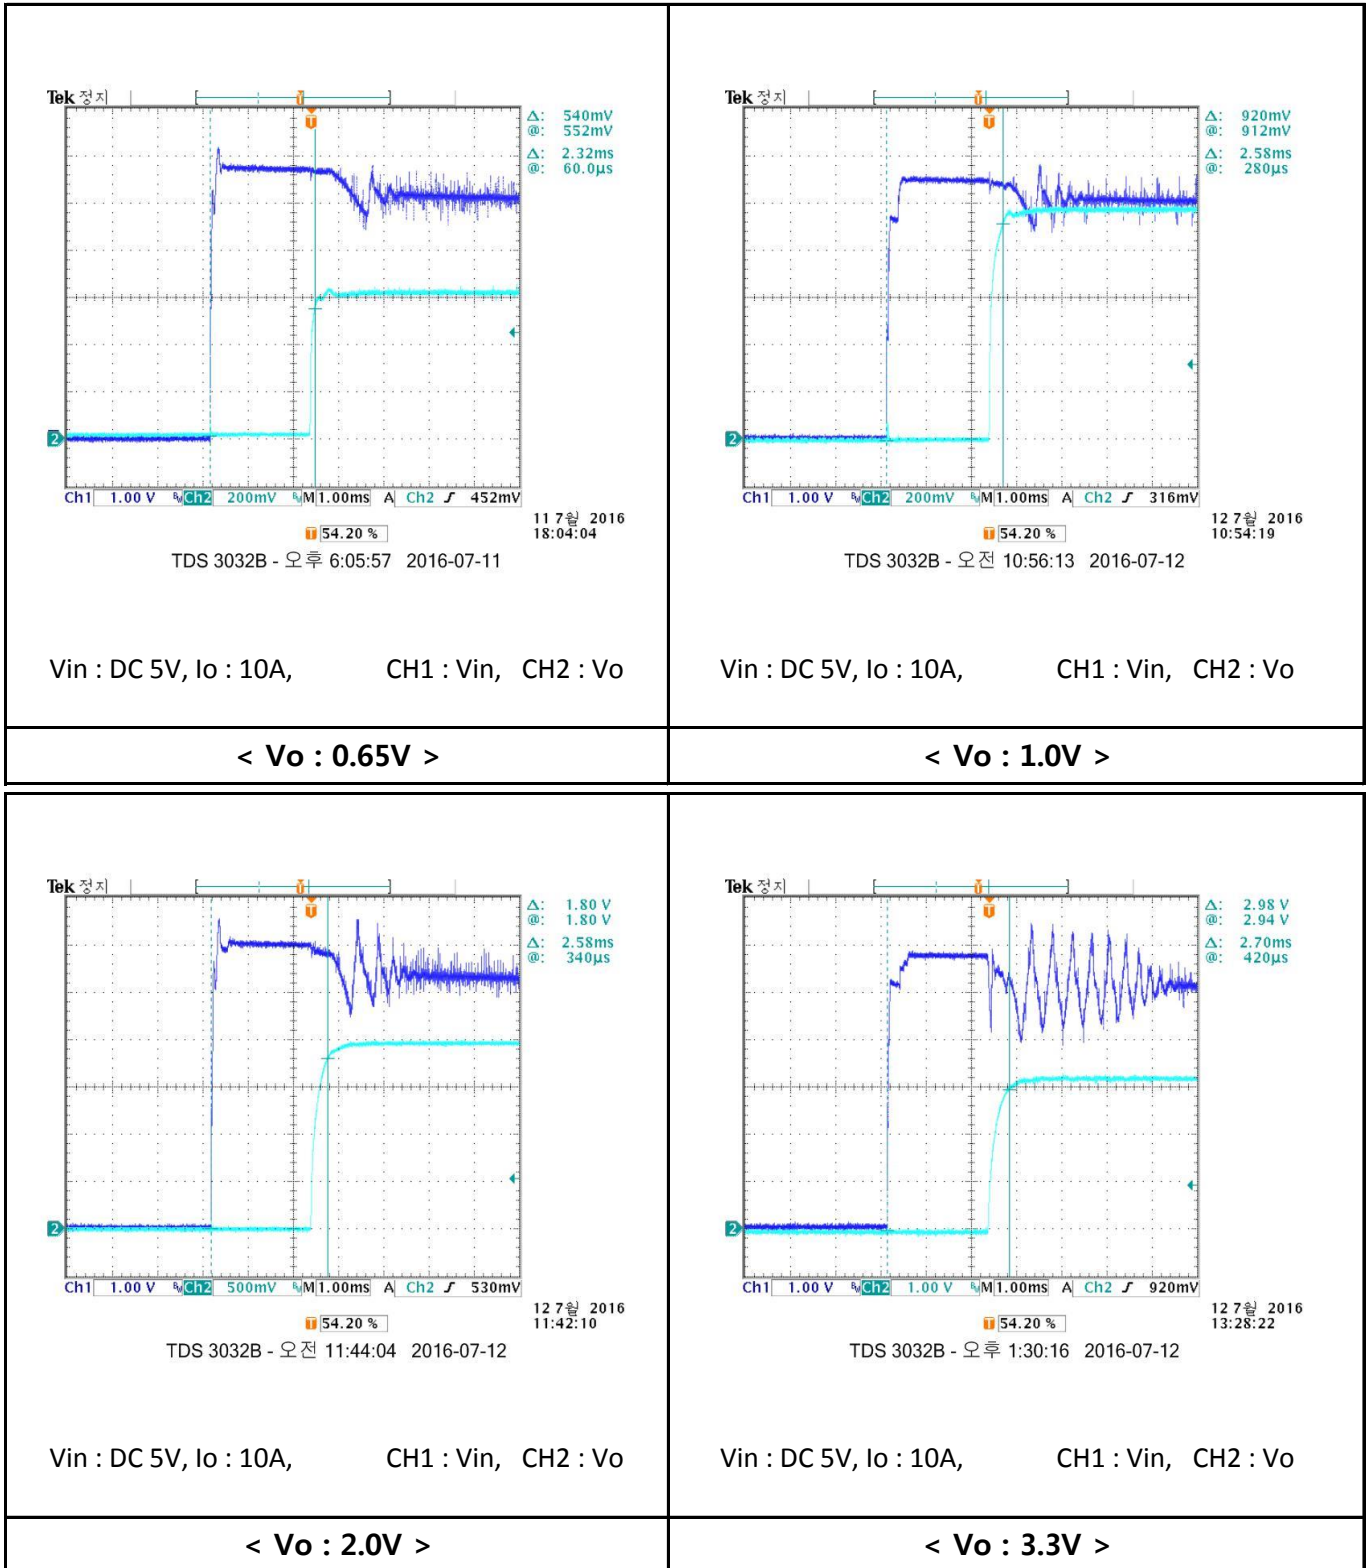 Tek 정지
Δ: 540mV
@: 552mV
Δ: 2.32ms
@: 60.0µs
2
Ch1 1.00 V Ch2 200mV M 1.00ms A Ch2 452mV
54.20 %
11 7월 2016
18:04:04
TDS 3032B - 오후 6:05:57 2016-07-11
Vin : DC 5V, Io : 10A, CH1 : Vin, CH2 : Vo
< Vo : 0.65V >
Tek 정지
Δ: 920mV
@: 912mV
Δ: 2.58ms
@: 280µs
2
Ch1 1.00 V Ch2 200mV M 1.00ms A Ch2 316mV
54.20 %
12 7월 2016
10:54:19
TDS 3032B - 오전 10:56:13 2016-07-12
Vin : DC 5V, Io : 10A, CH1 : Vin, CH2 : Vo
< Vo : 1.0V >
Tek 정지
Δ: 1.80 V
@: 1.80 V
Δ: 2.58ms
@: 340µs
2
Ch1 1.00 V Ch2 500mV M 1.00ms A Ch2 530mV
54.20 %
12 7월 2016
11:42:10
TDS 3032B - 오전 11:44:04 2016-07-12
Vin : DC 5V, Io : 10A, CH1 : Vin, CH2 : Vo
< Vo : 2.0V >
Tek 정지
Δ: 2.98 V
@: 2.94 V
Δ: 2.70ms
@: 420µs
2
Ch1 1.00 V Ch2 1.00 V M 1.00ms A Ch2 920mV
54.20 %
12 7월 2016
13:28:22
TDS 3032B - 오후 1:30:16 2016-07-12
Vin : DC 5V, Io : 10A, CH1 : Vin, CH2 : Vo
< Vo : 3.3V >